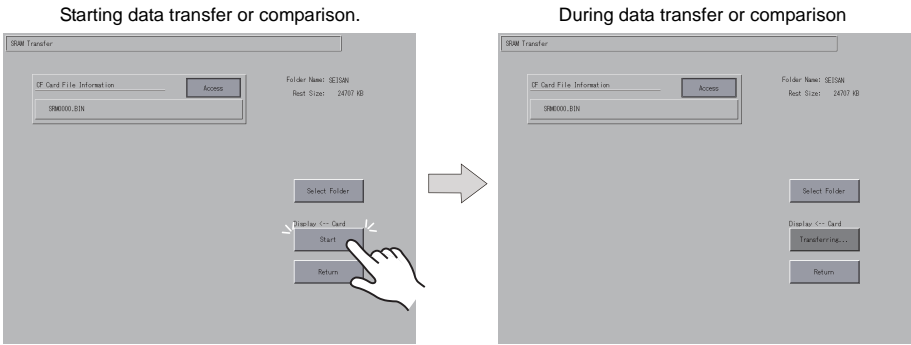 Starting data transfer or comparison.
SRAM Transfer
CF Card File Information
Access
SRM0000.BIN
Folder Name: SEISAN
Rest Size: 24707 KB
Select Folder
Display <-- Card
Start
Return
During data transfer or comparison
SRAM Transfer
CF Card File Information
Access
SRM0000.BIN
Folder Name: SEISAN
Rest Size: 24707 KB
Select Folder
Display <-- Card
Transferring...
Return